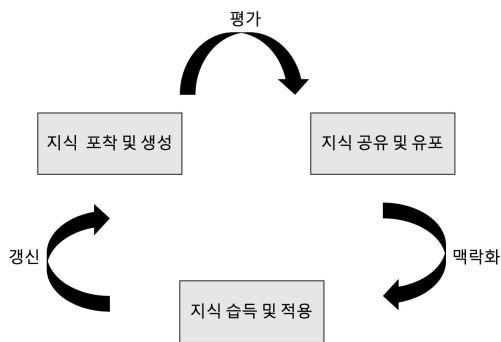 평가
지식 포착 및 생성
지식 공유 및 유포
갱신
맥락화
지식 습득 및 적용